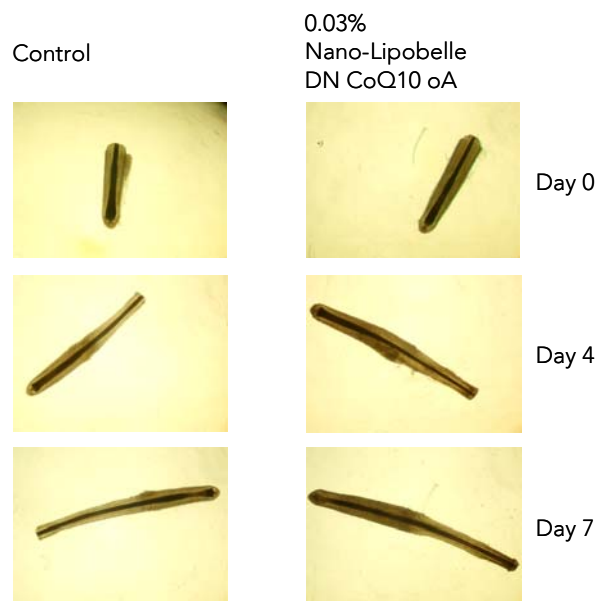 Control
0.03%
Nano-Lipobelle
DN CoQ10 oA
Day 0
Day 4
Day 7